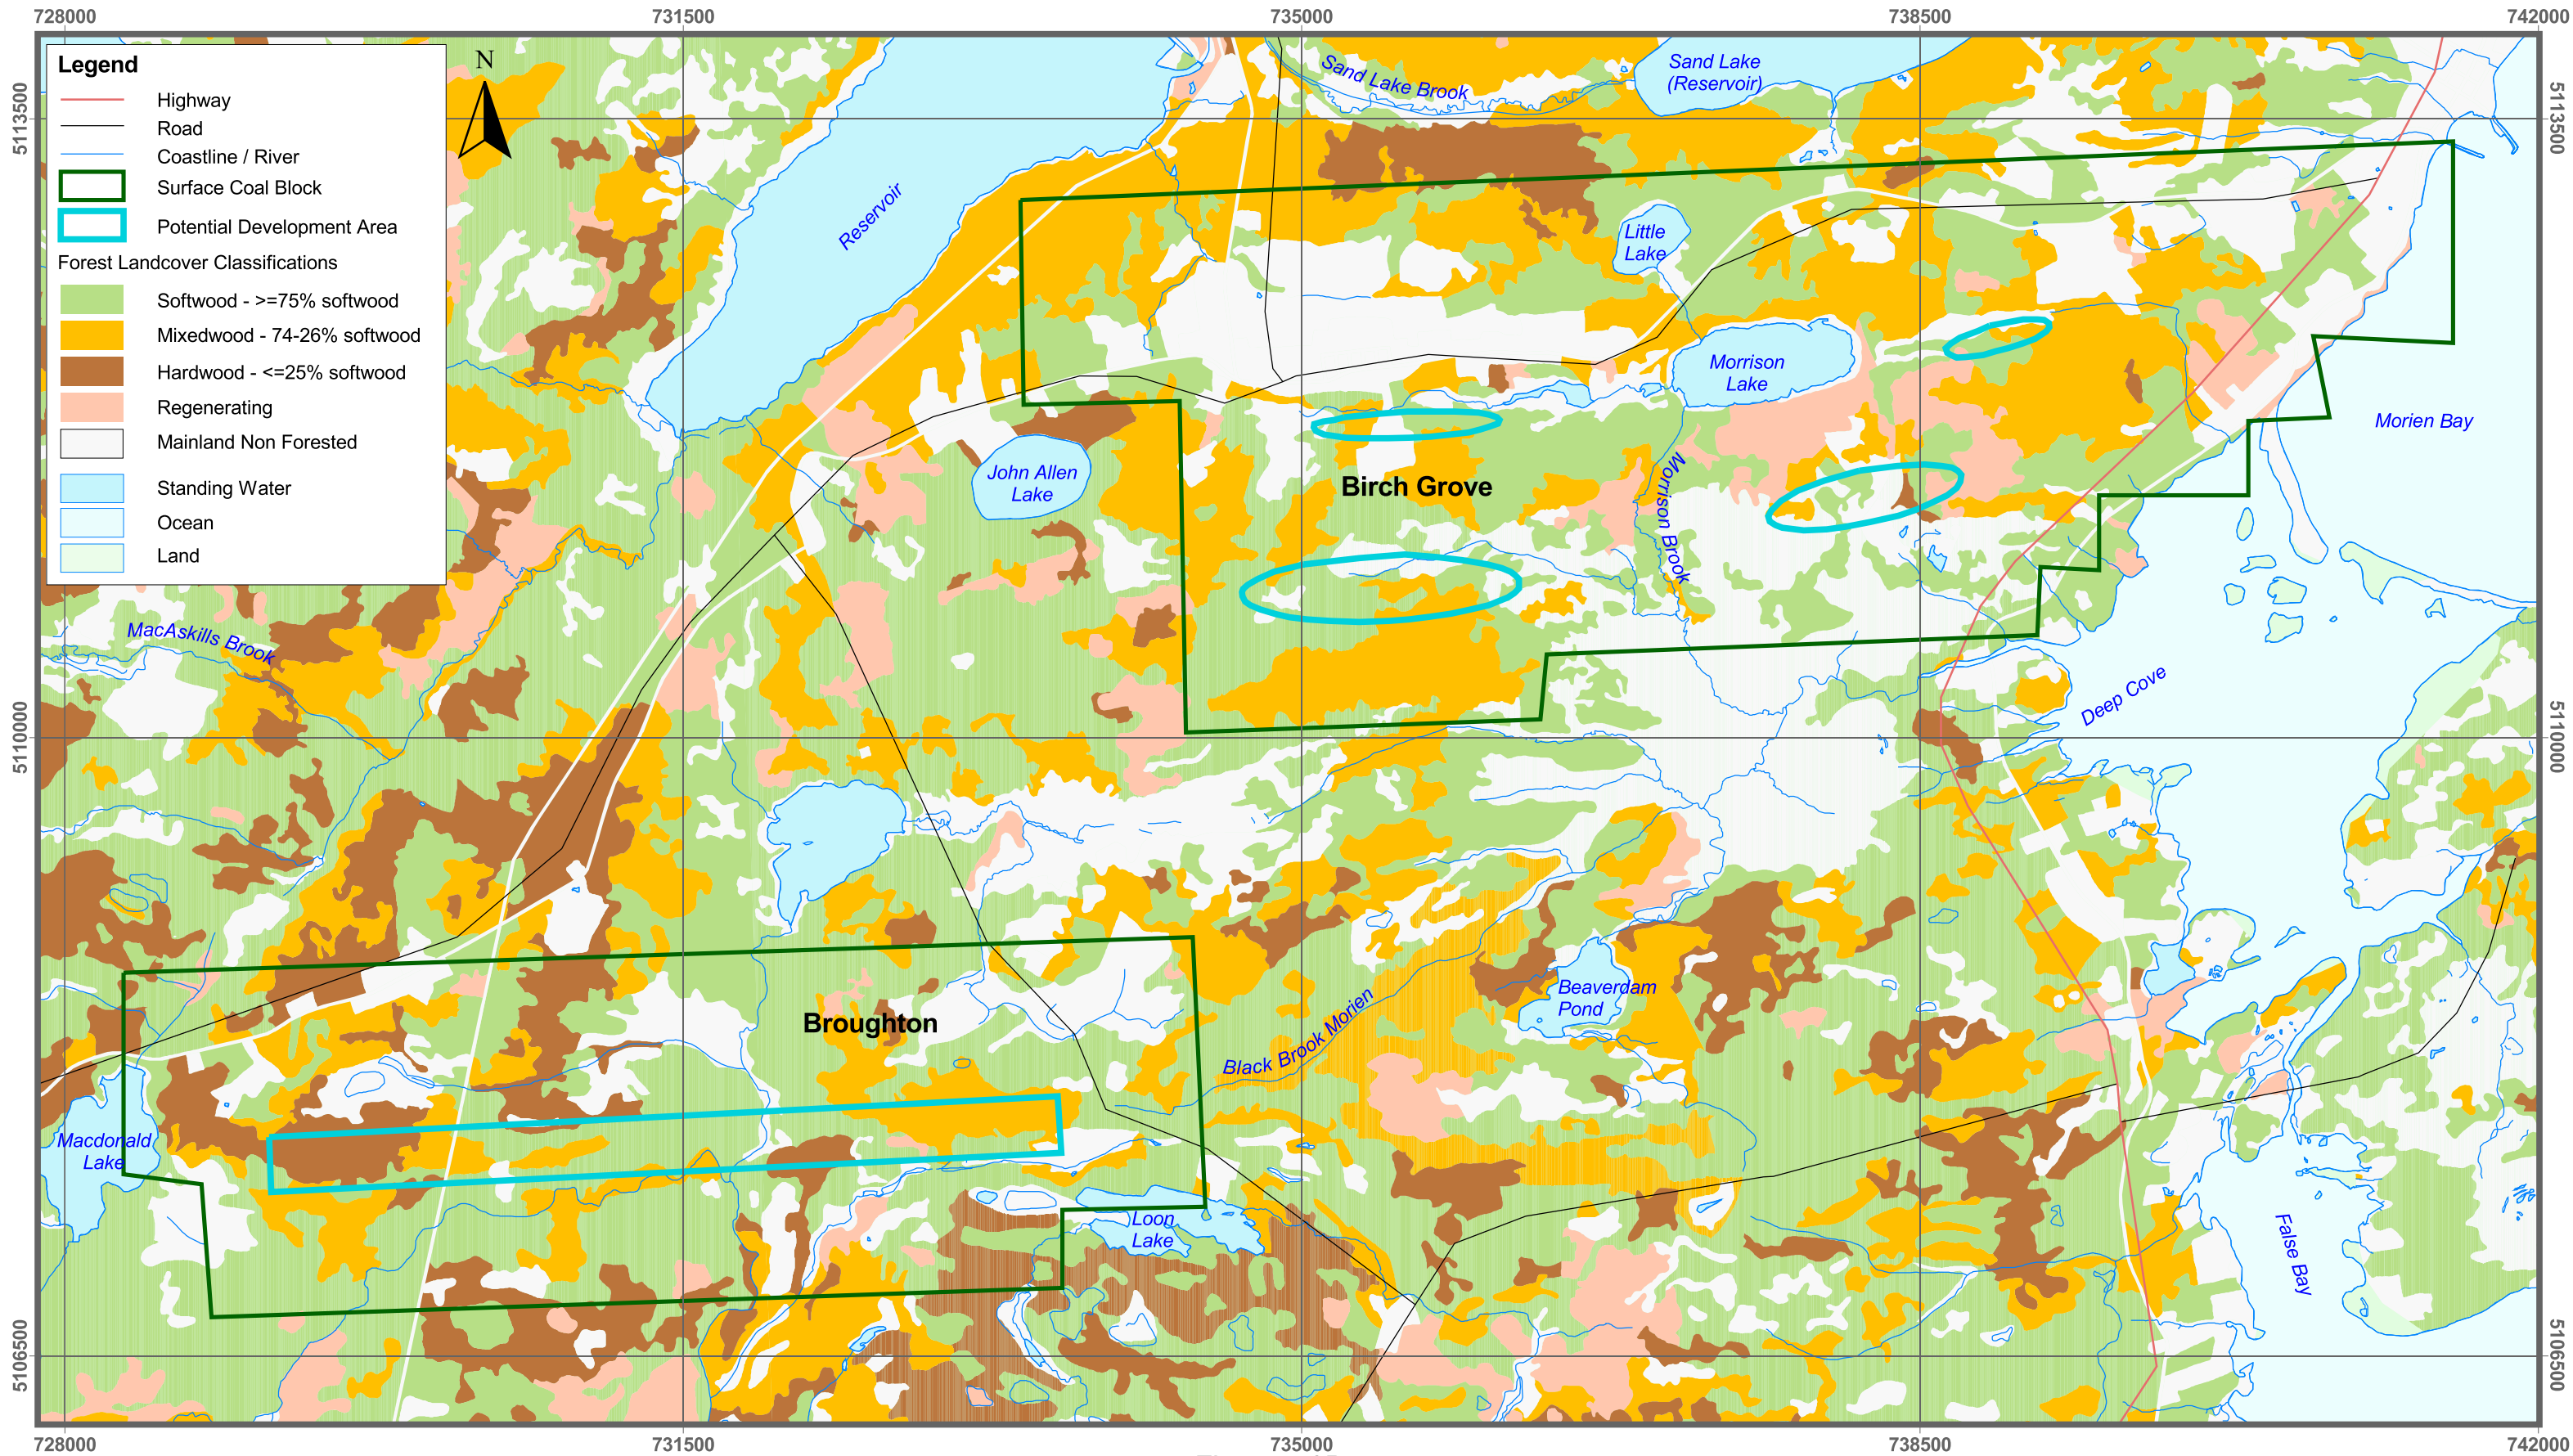 728000
731500
735000
738500
742000
5113500
5113500
5110000
5110000
5106500
5106500
Legend
Highway
Road
Coastline / River
Surface Coal Block
Potential Development Area
Forest Landcover Classifications
Softwood - >=75% softwood
Mixedwood - 74-26% softwood
Hardwood - <=25% softwood
Regenerating
Mainland Non Forested
Standing Water
Ocean
Land
N
Sand Lake Brook
Sand Lake
(Reservoir)
Reservoir
Little
Lake
Morrison
Lake
Morien Bay
John Allen
Lake
Birch Grove
Morrison Brook
MacAskills Brook
Deep Cove
Broughton
Black Brook Morien
Beaverdam
Pond
Macdonald
Lake
Loon
Lake
False Bay
728000
731500
735000
738500
742000